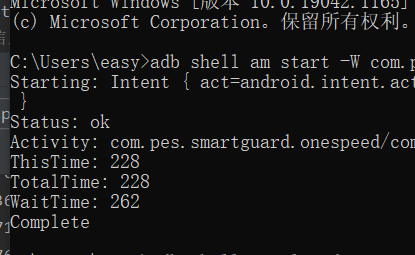 Microsoft Windows [版本 10.0.19042.1165]
(c) Microsoft Corporation。保留所有权利。
C:\Users\easy>adb shell am start -W com.p
Starting: Intent { act=android.intent.act
}
Status: ok
Activity: com.pes.smartguard.onespeed/com
ThisTime: 228
TotalTime: 228
WaitTime: 262
Complete